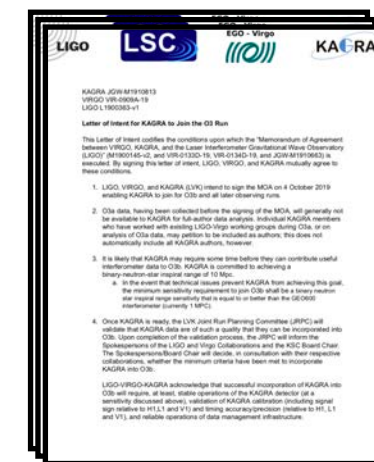 EGO - Virgo
LIGO
LSC
KAGRA
KAGRA JGW-M1910813
VIRGO VIR-0909A-19
LIGO L1900363-v1
Letter of Intent for KAGRA to Join the O3 Run
This Letter of Intent codifies the conditions upon which the "Memorandum of Agreement
between VIRGO, KAGRA, and the Laser Interferometer Gravitational Wave Observatory
(LIGO)" (M1900145-v2, and VIR-0133D-19, VIR-0134D-19, and JGW-M1910663) is
executed. By signing this letter of intent, LIGO, VIRGO, and KAGRA mutually agree to
these conditions.
1. LIGO, VIRGO, and KAGRA (LVK) intend to sign the MOA on 4 October 2019
enabling KAGRA to join for O3b and all later observing runs.
2. O3a data, having been collected before the signing of the MOA, will generally not
be available to KAGRA for full-author data analysis. Individual KAGRA members
who have worked with existing LIGO-Virgo working groups during O3a, or on
analysis of O3a data, may petition to be included as authors; this does not
automatically include all KAGRA authors, however.
3. It is likely that KAGRA may require some time before they can contribute useful
interferometer data to O3b. KAGRA is committed to achieving a
binary-neutron-star inspiral range of 10 Mpc.
a. In the event that technical issues prevent KAGRA from achieving this goal,
the minimum sensitivity requirement to join O3b shall be a binary neutron
star inspiral range sensitivity that is equal to or better than the GEO600
interferometer (currently 1 MPC).
4. Once KAGRA is ready, the LVK Joint Run Planning Committee (JRPC) will
validate that KAGRA data are of such a quality that they can be incorporated into
O3b. Upon completion of the validation process, the JRPC will inform the
Spokespersons of the LIGO and Virgo Collaborations and the KSC Board Chair.
The Spokespersons/Board Chair will decide, in consultation with their respective
collaborations, whether the minimum criteria have been met to incorporate
KAGRA into O3b.
LIGO-VIRGO-KAGRA acknowledge that successful incorporation of KAGRA into
O3b will require, at least, stable operations of the KAGRA detector (at a
sensitivity discussed above), validation of KAGRA calibration (including signal
sign relative to H1,L1 and V1) and timing accuracy/precision (relative to H1, L1
and V1), and reliable operations of data management infrastructure.